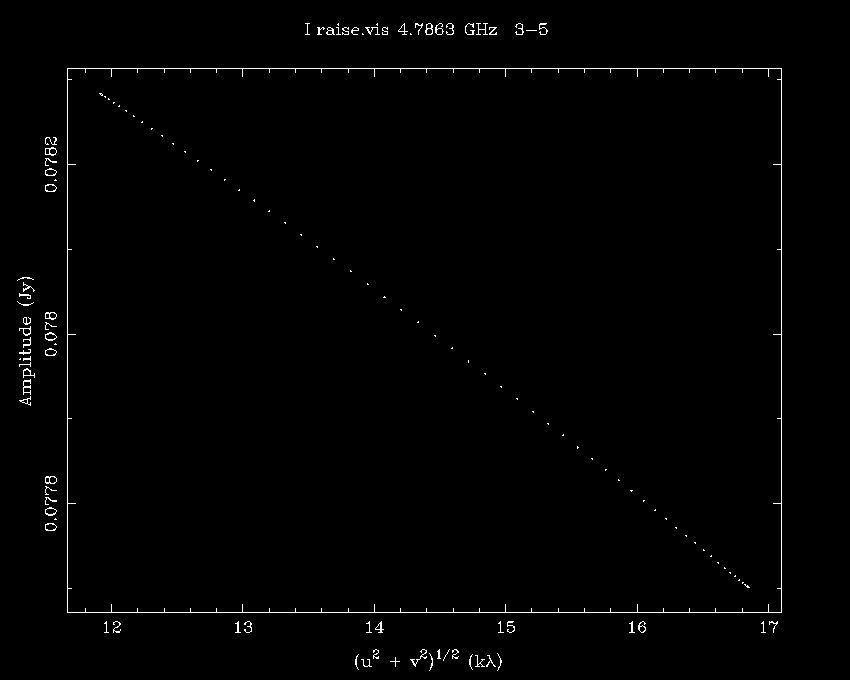 I raise.vis 4.7863 GHz 3−5
0.0782
0.078
0.0778
Amplitude (Jy)
12 13 14 15 16 17
(u² + v²)¹/² (kλ)